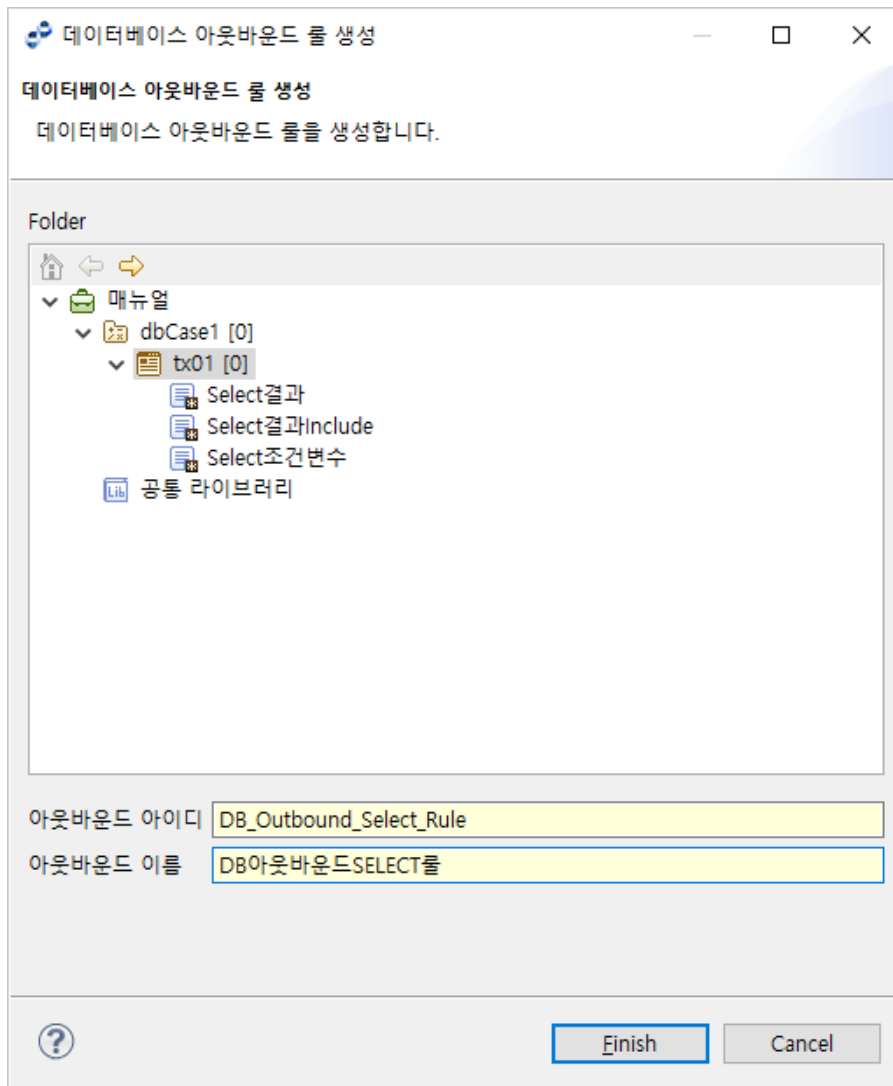 데이터베이스 아웃바운드 룰 생성
데이터베이스 아웃바운드 룰 생성
데이터베이스 아웃바운드 룰을 생성합니다.
Folder
매뉴얼
dbCase1 [0]
tx01 [0]
Select결과
Select결과Include
Select조건변수
Lib 공통 라이브러리
아웃바운드 아이디 DB_Outbound_Select_Rule
아웃바운드 이름 DB아웃바운드SELECT룰
? Finish Cancel